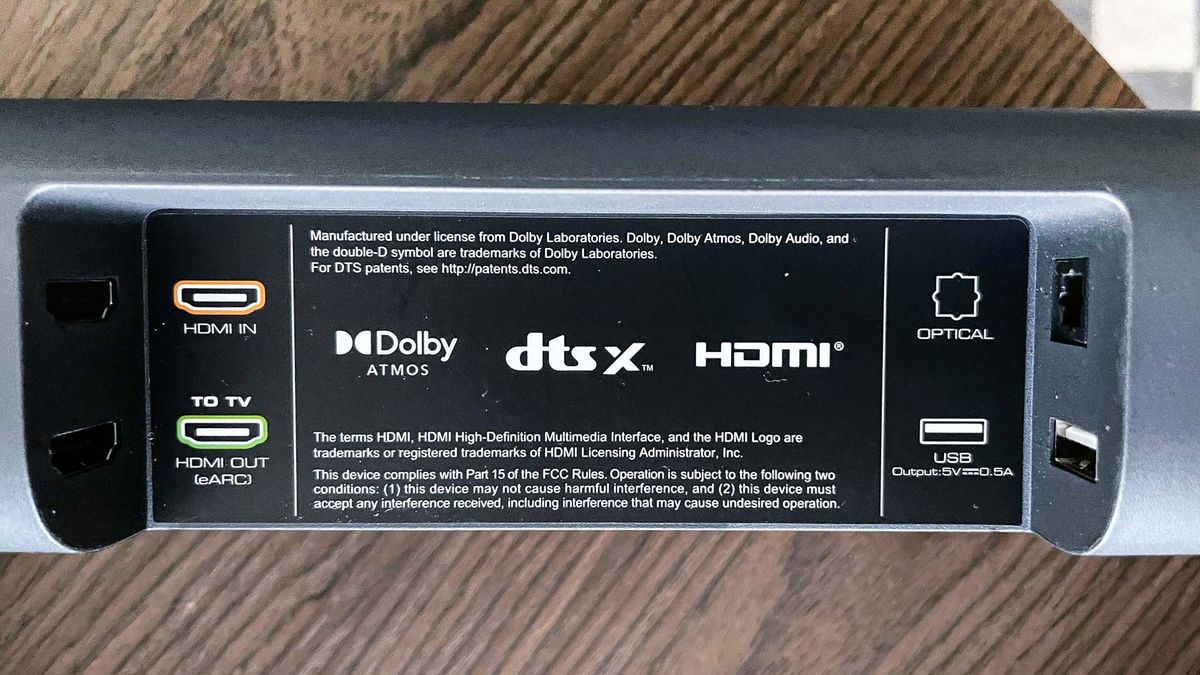 HDMI IN
TO TV
HDMI OUT
(eARC)
Manufactured under license from Dolby Laboratories. Dolby, Dolby Atmos, Dolby Audio, and
the double-D symbol are trademarks of Dolby Laboratories.
For DTS patents, see http://patents.dts.com.
Dolby
ATMOS
dts X™
HDMI®
The terms HDMI, HDMI High-Definition Multimedia Interface, and the HDMI Logo are
trademarks or registered trademarks of HDMI Licensing Administrator, Inc.
This device complies with Part 15 of the FCC Rules. Operation is subject to the following two
conditions: (1) this device may not cause harmful interference, and (2) this device must
accept any interference received, including interference that may cause undesired operation.
OPTICAL
USB
Output:5V⎓0.5A